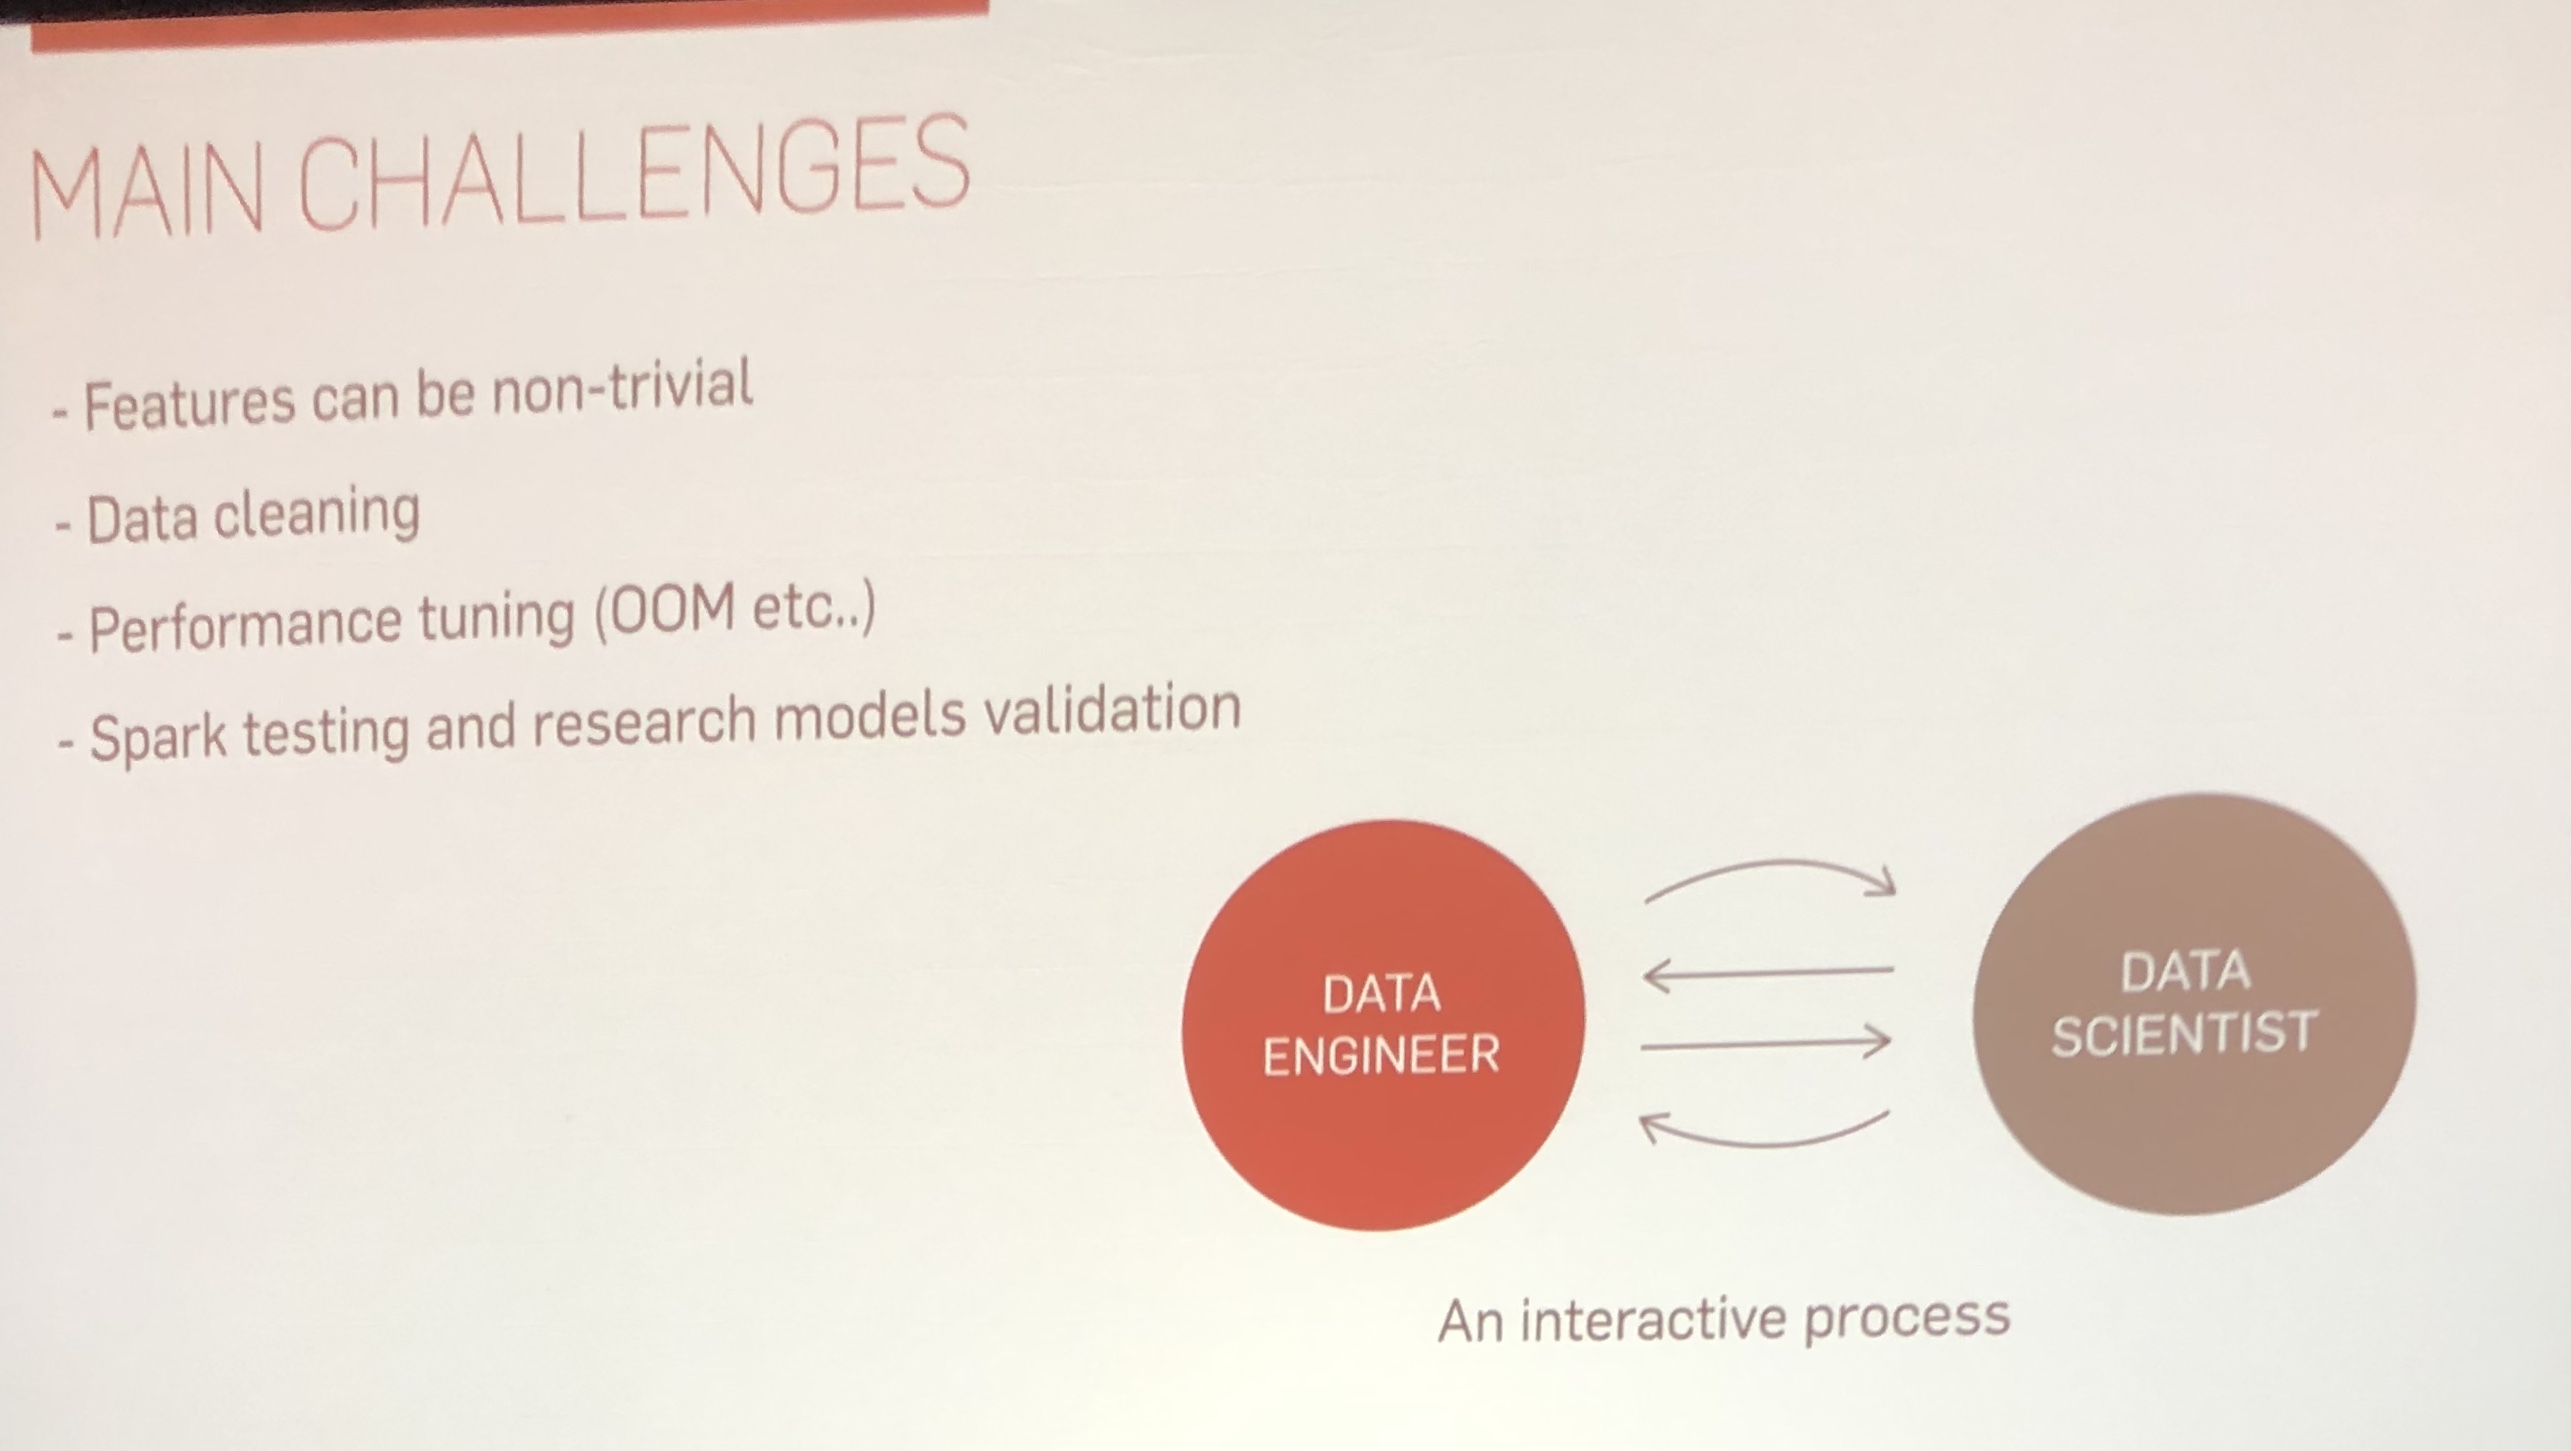 MAIN CHALLENGES
- Features can be non-trivial
- Data cleaning
- Performance tuning (OOM etc..)
- Spark testing and research models validation
DATA
ENGINEER
DATA
SCIENTIST
An interactive process